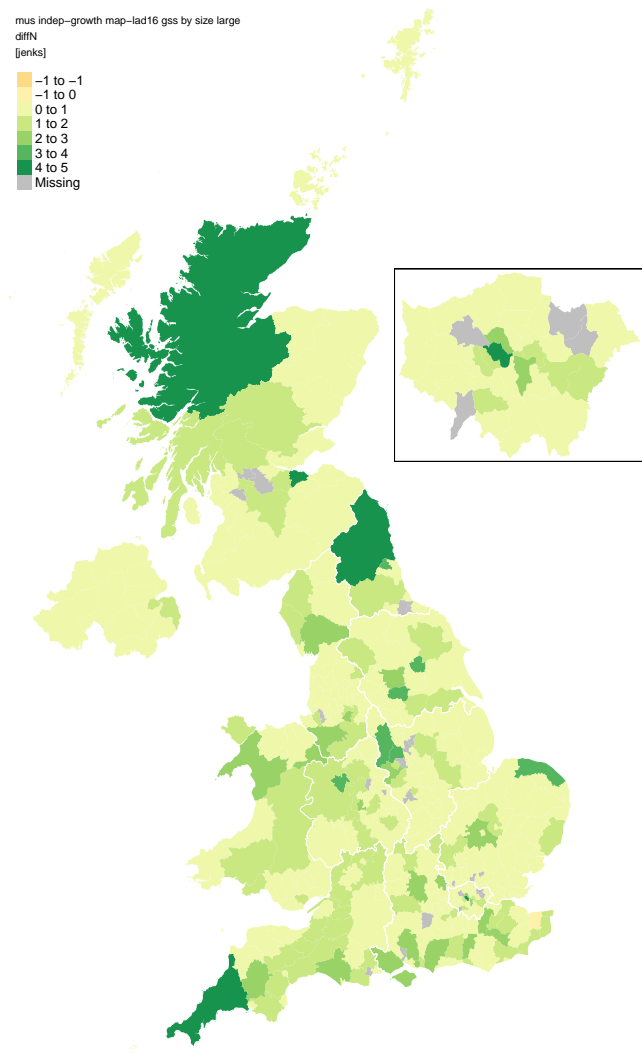 mus indep−growth map−lad16 gss by size large
diffN
[jenks]
−1 to −1
−1 to 0
0 to 1
1 to 2
2 to 3
3 to 4
4 to 5
Missing